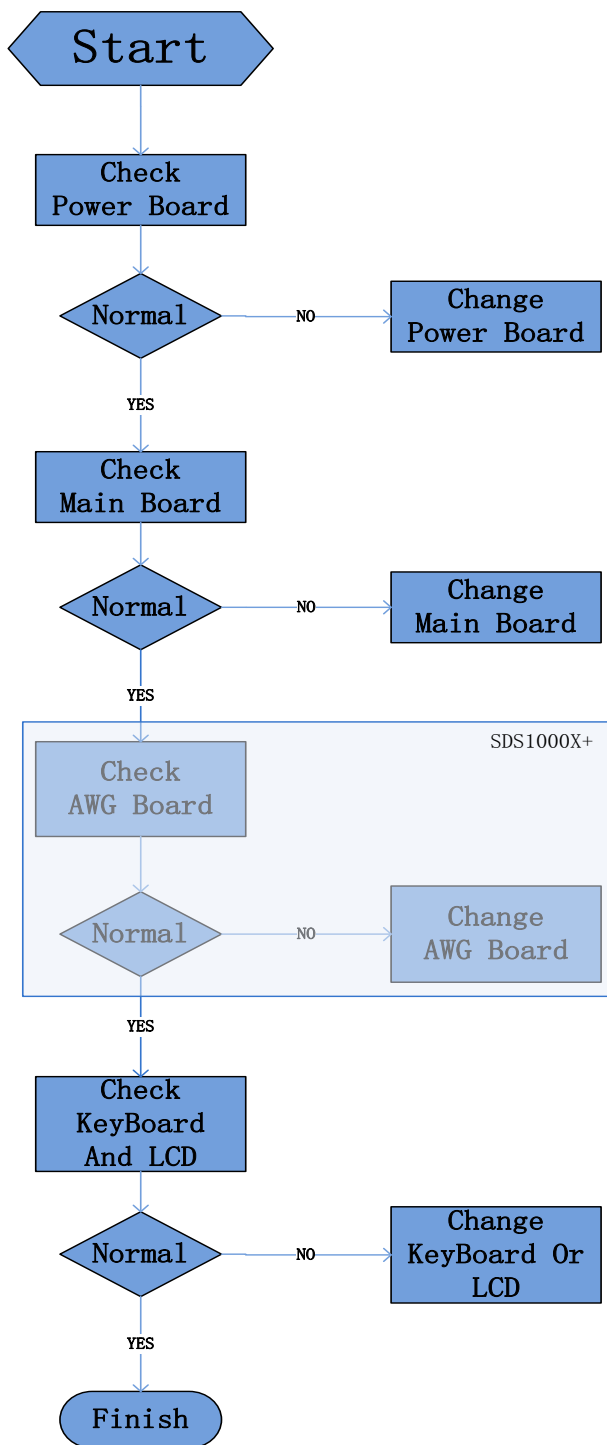 Start
Check
Power Board
Normal
NO
Change
Power Board
YES
Check
Main Board
Normal
NO
Change
Main Board
YES
SDS1000X+
Check
AWG Board
Normal
NO
Change
AWG Board
YES
Check
KeyBoard
And LCD
Normal
NO
Change
KeyBoard Or
LCD
YES
Finish